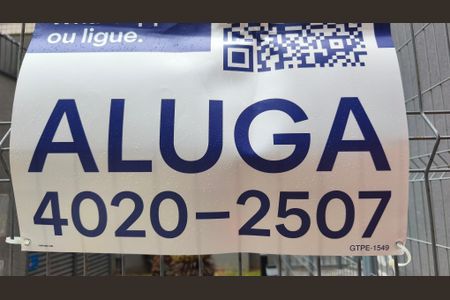 ou ligue.
ALUGA
4020-2507
GTPE-1549